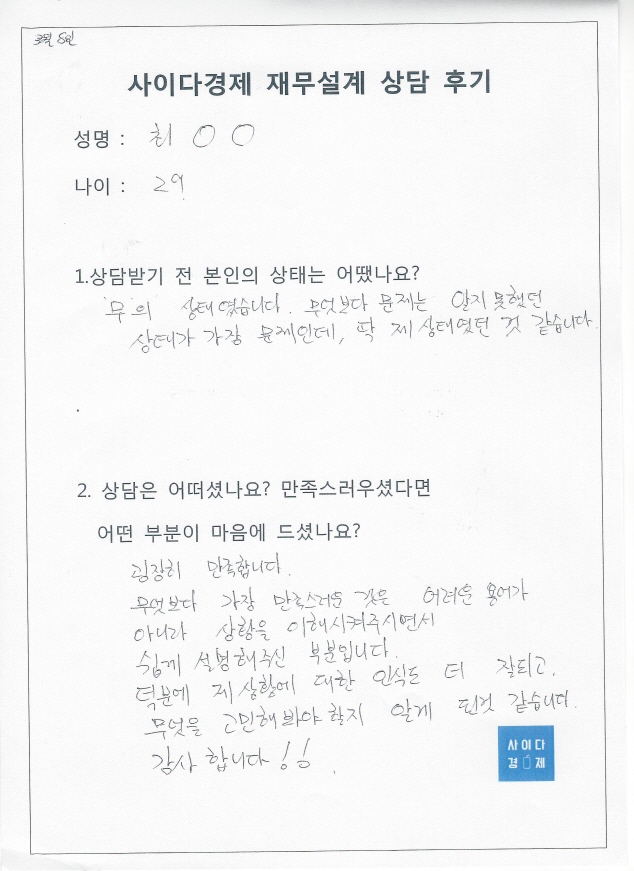 사이다경제 재무설계 상담 후기
성명 : 최 ○ ○
나이 : 29
1.상담받기 전 본인의 상태는 어땠나요?
'무'의 상태였습니다. 무엇보다 문제는 알지 못했던
상태가 가장 문제인데, 딱 제 상태였던 것 같습니다.
2. 상담은 어떠셨나요? 만족스러우셨다면
어떤 부분이 마음에 드셨나요?
굉장히 만족합니다.
무엇보다 가장 만족스러운 것은 어려운 용어가
아니라 상황을 이해시켜주시면서
쉽게 설명해주신 부분입니다.
덕분에 제 상황에 대한 인식도 더 잘되고,
무엇을 고민해봐야 할지 알게 된것 같습니다.
감사 합니다!!
사이다
경제